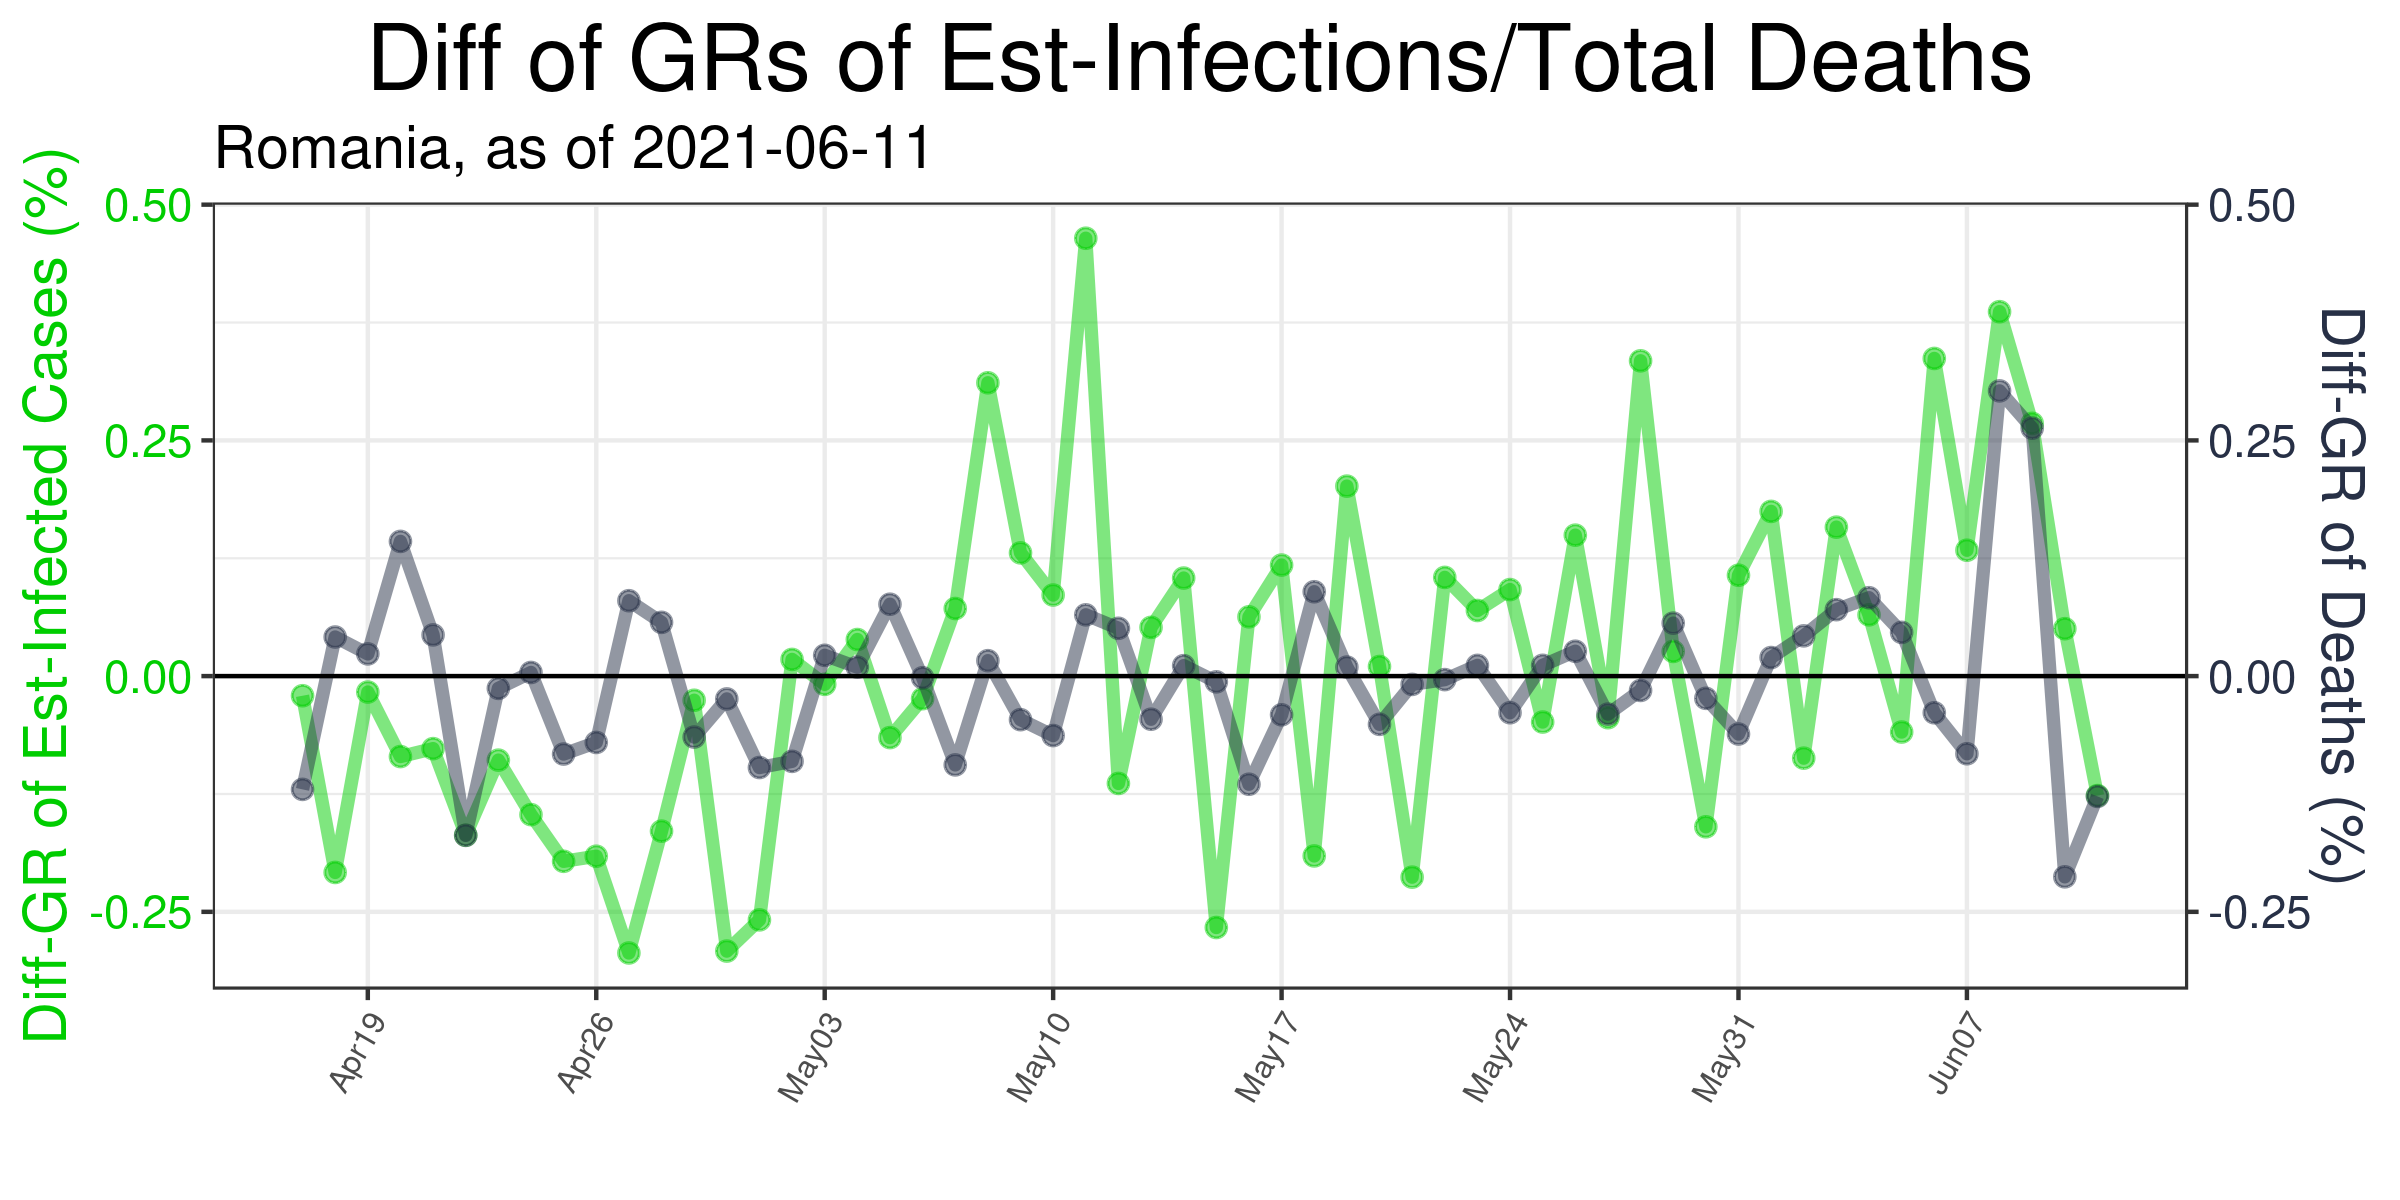 Diff of GRs of Est-Infections/Total Deaths
Romania, as of 2021-06-11
Diff-GR of Est-Infected Cases (%)
0.50
0.25
0.00
-0.25
0.50
0.25
0.00
-0.25
Diff-GR of Deaths (%)
Apr19
Apr26
May03
May10
May17
May24
May31
Jun07